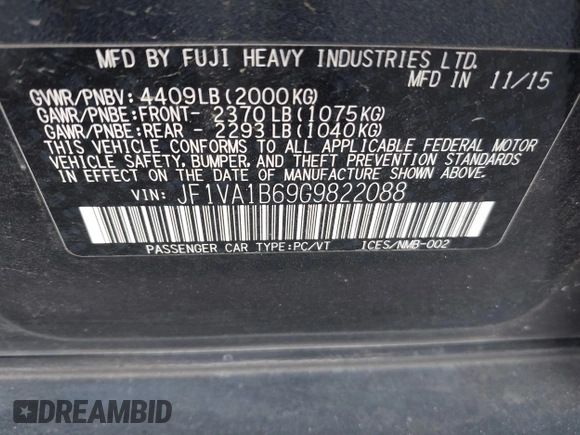 MFD BY FUJI HEAVY INDUSTRIES LTD.
MFD IN 11/15
GVWR/PNBV: 4409LB(2000KG)
GAWR/PNBE:FRONT- 2370LB(1075KG)
GAWR/PNBE:REAR - 2293LB(1040KG)
THIS VEHICLE CONFORMS TO ALL APPLICABLE FEDERAL MOTOR
VEHICLE SAFETY, BUMPER, AND THEFT PREVENTION STANDARDS
IN EFFECT ON THE DATE OF MANUFACTURE SHOWN ABOVE.
VIN: JF1VA1B69G9822088
PASSENGER CAR TYPE:PC/VT ICES/NMB-002
DREAMBID